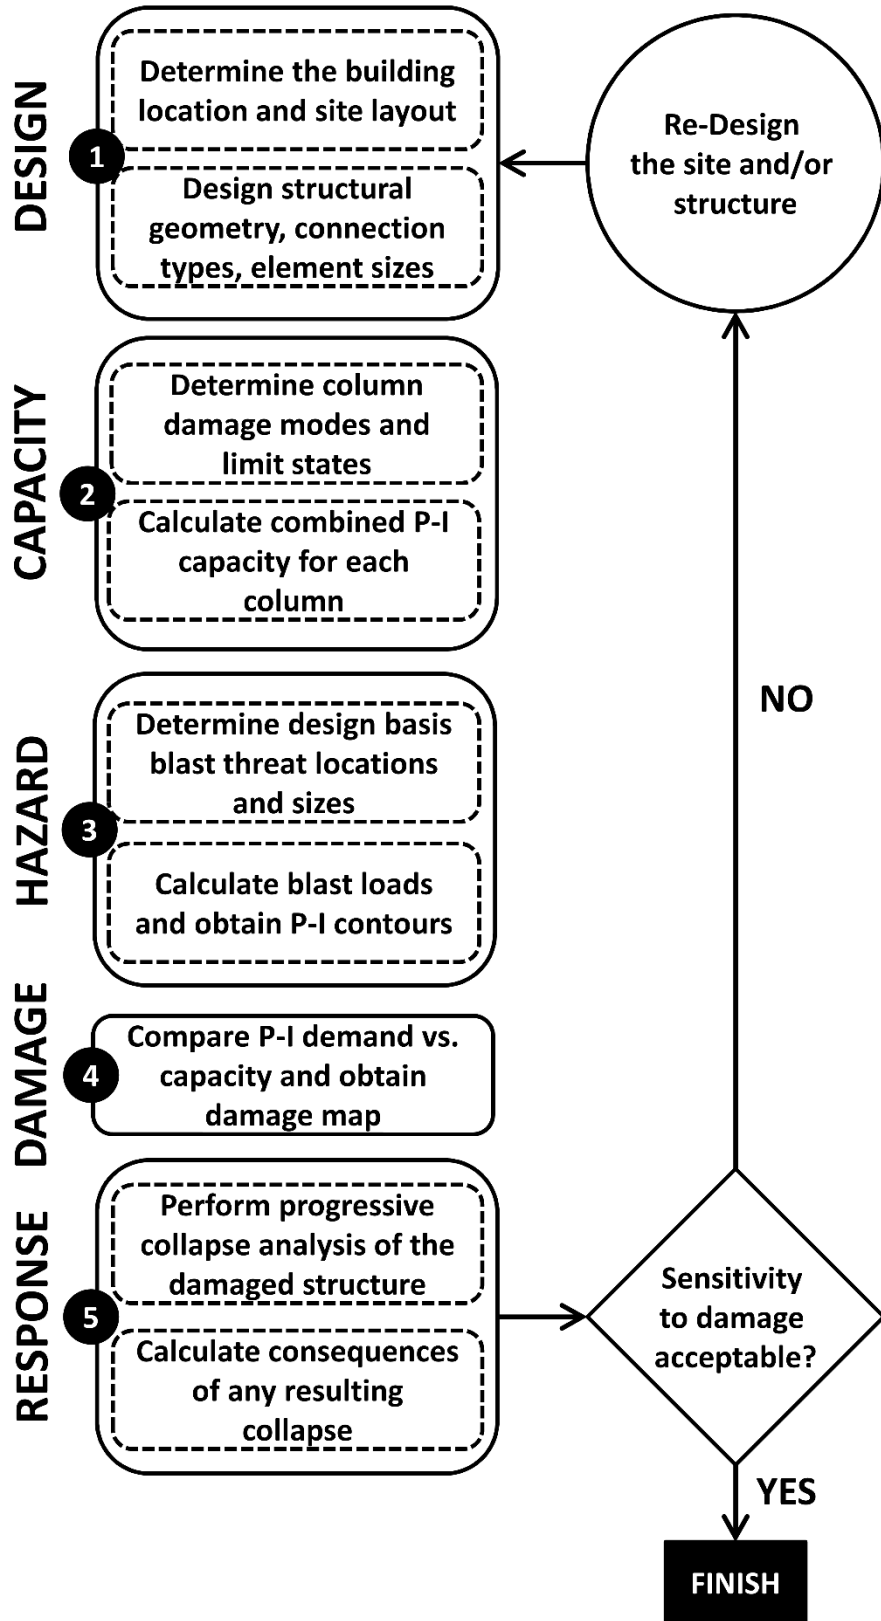 DESIGN
1
Determine the building
location and site layout
Design structural
geometry, connection
types, element sizes
Re-Design
the site and/or
structure
CAPACITY
2
Determine column
damage modes and
limit states
Calculate combined P-I
capacity for each
column
NO
HAZARD
3
Determine design basis
blast threat locations
and sizes
Calculate blast loads
and obtain P-I contours
DAMAGE
4
Compare P-I demand vs.
capacity and obtain
damage map
RESPONSE
5
Perform progressive
collapse analysis of the
damaged structure
Calculate consequences
of any resulting
collapse
Sensitivity
to damage
acceptable?
YES
FINISH